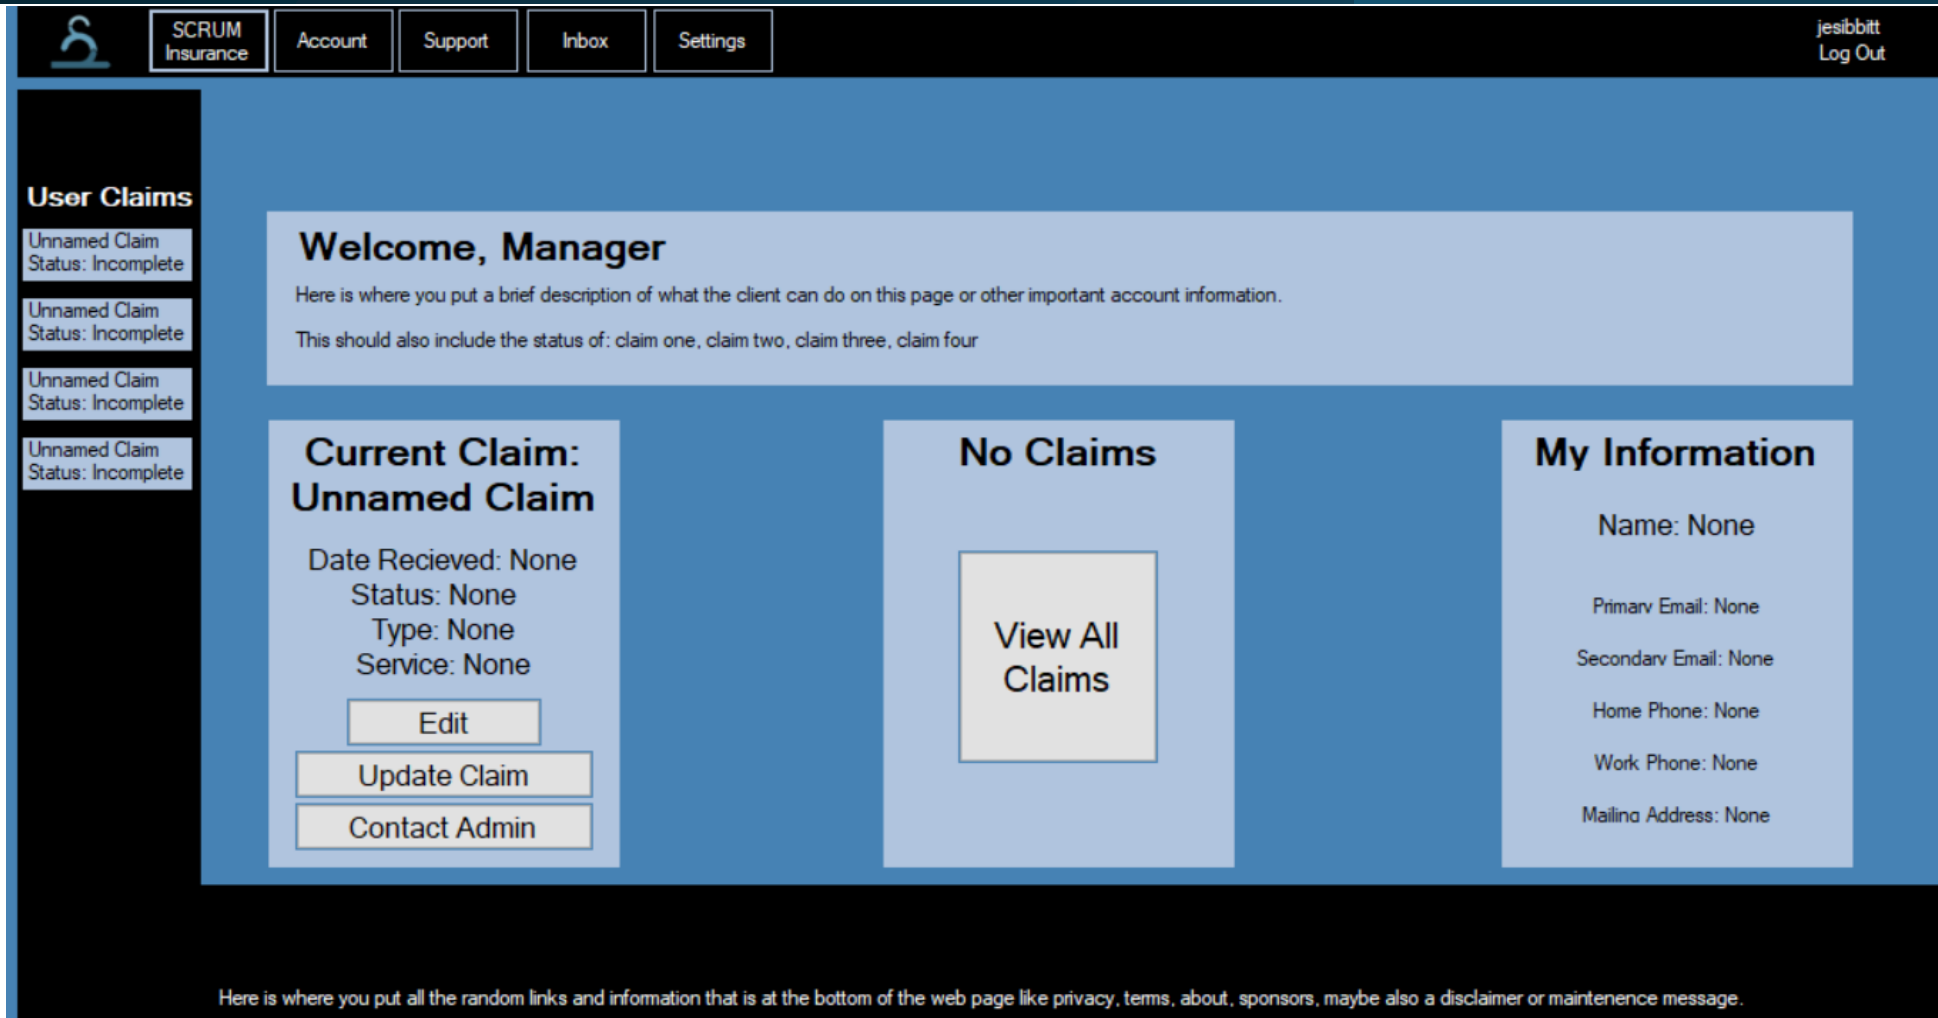 SCRUM
Insurance
Account
Support
Inbox
Settings
jesibbitt
Log Out
User Claims
Unnamed Claim
Status: Incomplete
Unnamed Claim
Status: Incomplete
Unnamed Claim
Status: Incomplete
Unnamed Claim
Status: Incomplete
Welcome, Manager
Here is where you put a brief description of what the client can do on this page or other important account information.
This should also include the status of: claim one, claim two, claim three, claim four
Current Claim:
Unnamed Claim
Date Recieved: None
Status: None
Type: None
Service: None
Edit
Update Claim
Contact Admin
No Claims
View All
Claims
My Information
Name: None
Primary Email: None
Secondary Email: None
Home Phone: None
Work Phone: None
Mailing Address: None
Here is where you put all the random links and information that is at the bottom of the web page like privacy, terms, about, sponsors, maybe also a disclaimer or maintenence message.